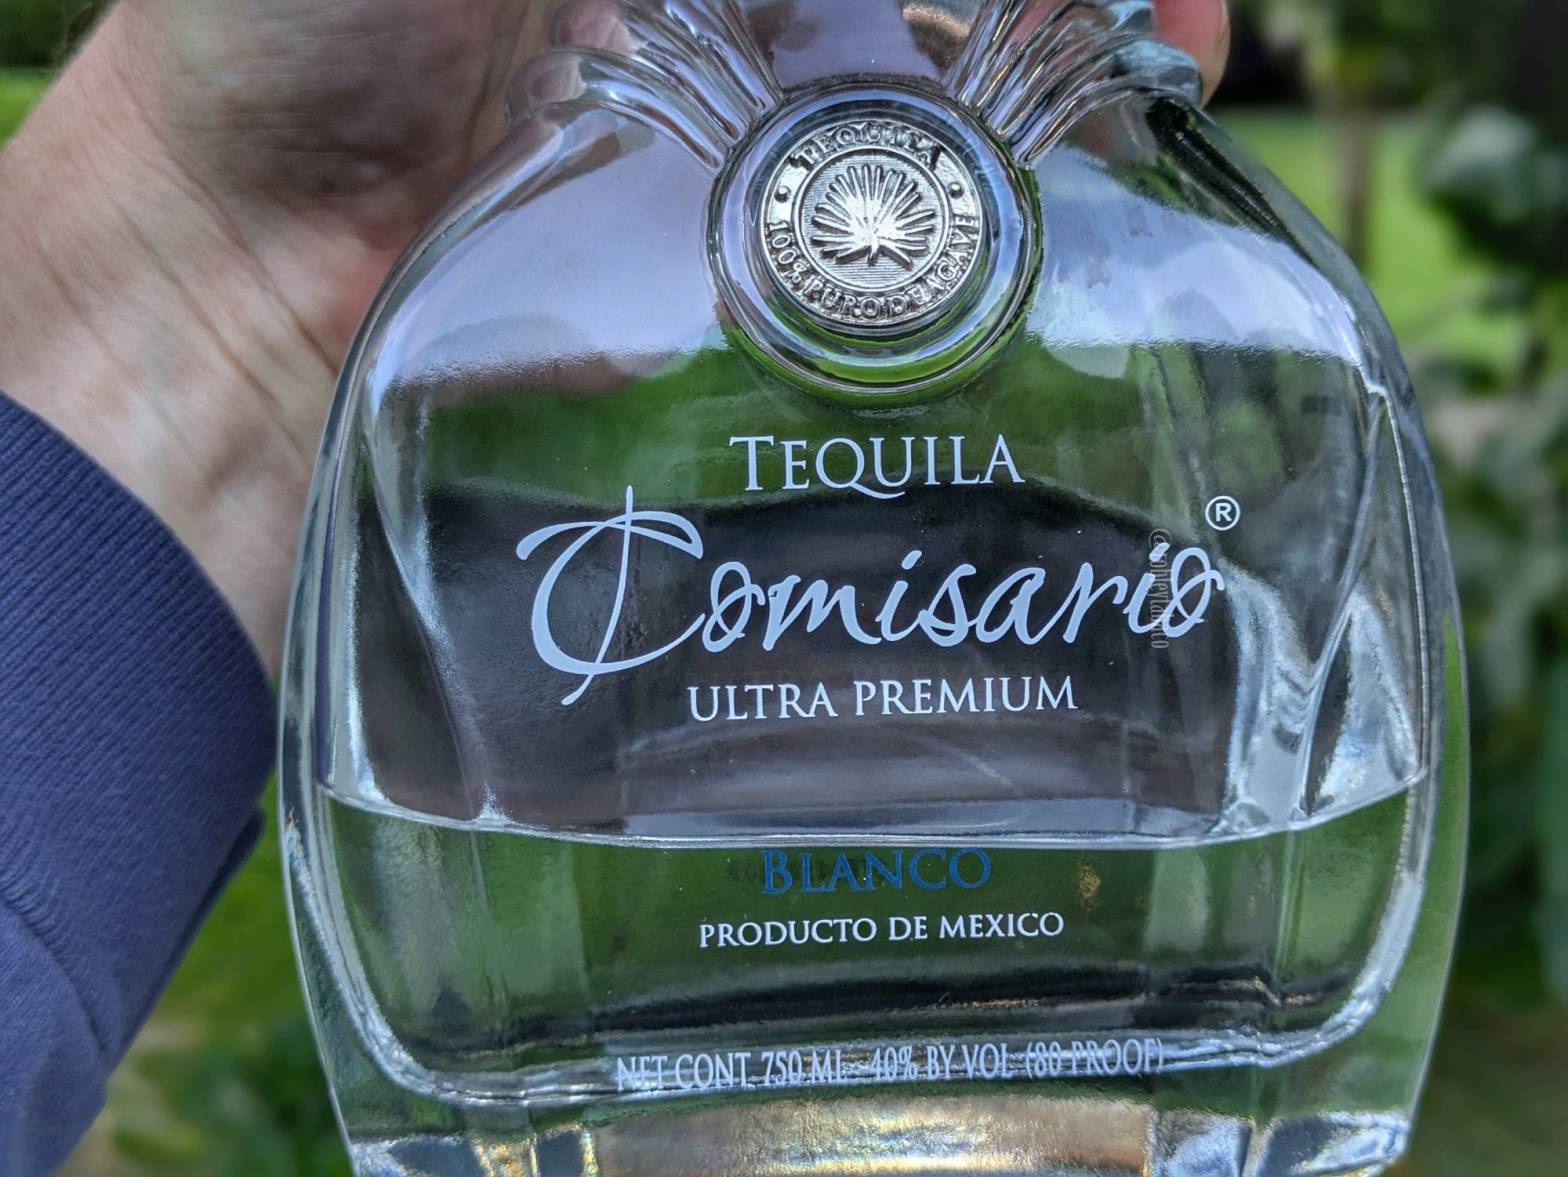 TEQUILA
100% PURO DE AGAVE
TEQUILA
Comisario®
ULTRA PREMIUM
BLANCO
PRODUCTO DE MEXICO
NET CONT. 750 ML - 40% BY VOL (80 PROOF)